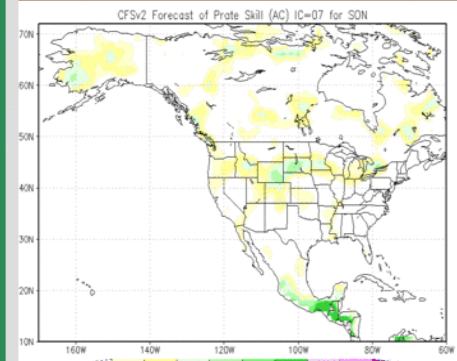 CFSv2 Forecast of Prate Skill (AC) IC=07 for SON
70N
60N
50N
40N
30N
20N
10N
160W 140W 120W 100W 80W 60W